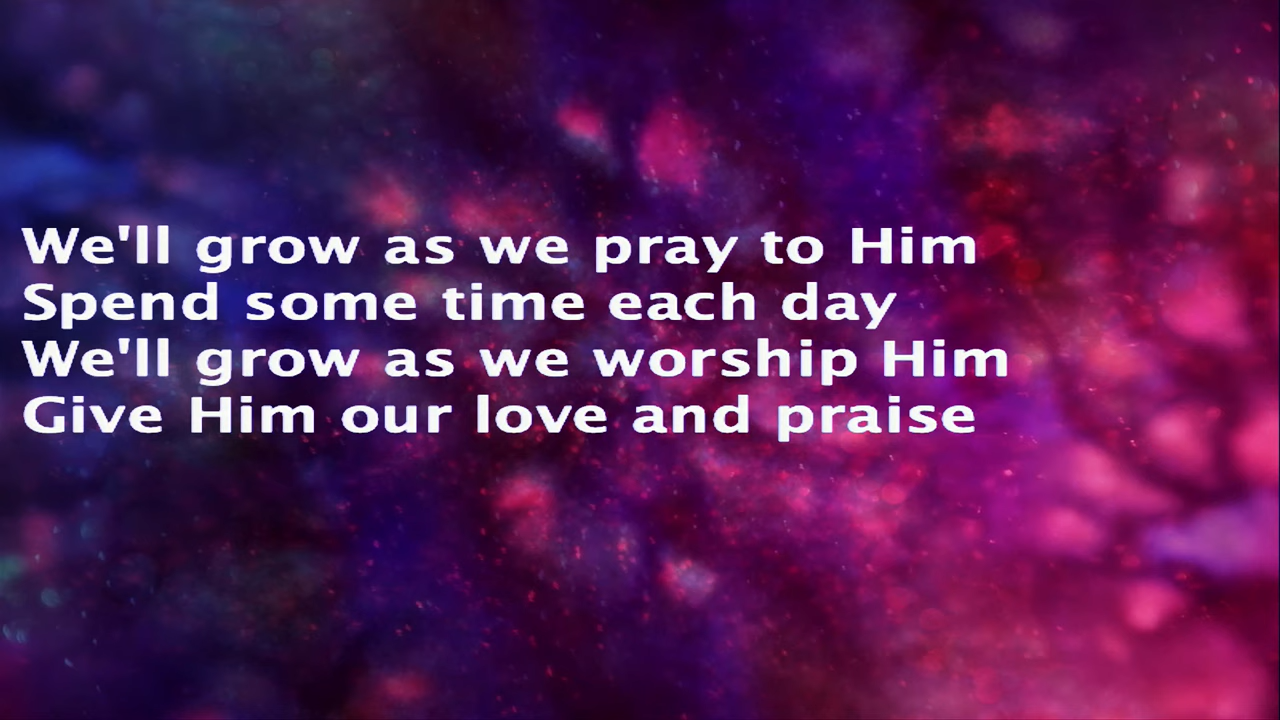 We'll grow as we pray to Him
Spend some time each day
We'll grow as we worship Him
Give Him our love and praise